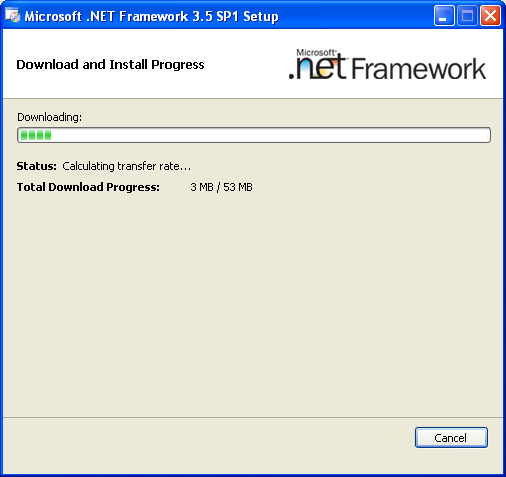 Microsoft .NET Framework 3.5 SP1 Setup
Download and Install Progress
Microsoft®
.net Framework
Downloading:
Status: Calculating transfer rate...
Total Download Progress: 3 MB / 53 MB
Cancel